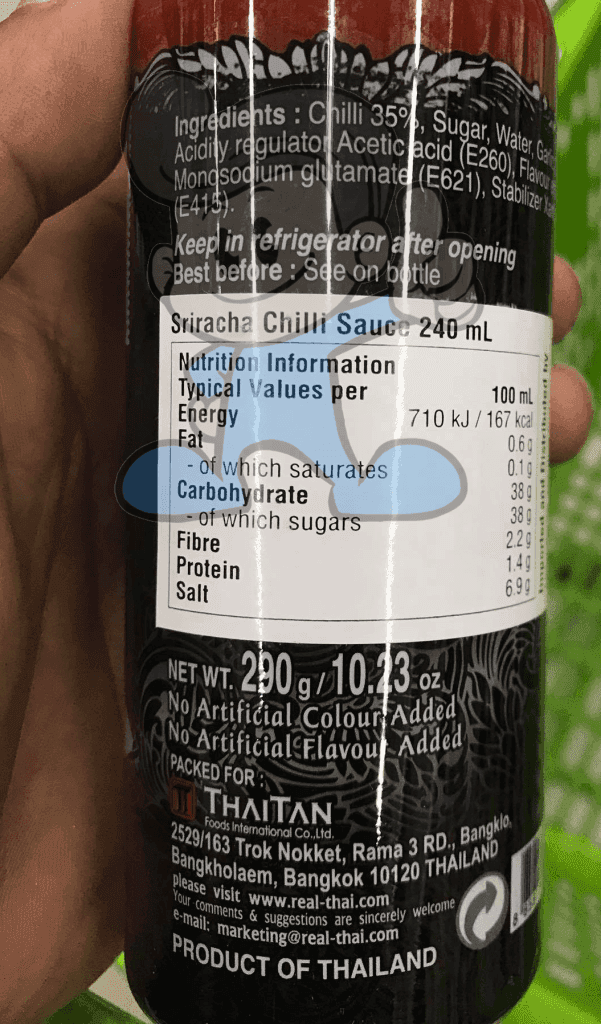 Ingredients : Chilli 35%, Sugar, Water,
Acidity regulator Acetic acid (E260), Flavour
Monosodium glutamate (E621), Stabilizer
(E415).
Keep in refrigerator after opening
Best before : See on bottle
Sriracha Chilli Sauce 240 mL
Nutrition Information
Typical Values per 100 mL
Energy 710 kJ / 167 kcal
Fat 0.6 g
- of which saturates 0.1 g
Carbohydrate 38 g
- of which sugars 38 g
Fibre 2.2 g
Protein 1.4 g
Salt 6.9 g
Imported and Distributed by
NET WT. 290 g/10.23 oz
No Artificial Colour Added
No Artificial Flavour Added
PACKED FOR :
THAITAN
Foods International Co.,Ltd.
2529/163 Trok Nokket, Rama 3 RD., Bangklo,
Bangkholaem, Bangkok 10120 THAILAND
please visit www.real-thai.com
Your comments & suggestions are sincerely welcome
e-mail: marketing@real-thai.com
PRODUCT OF THAILAND